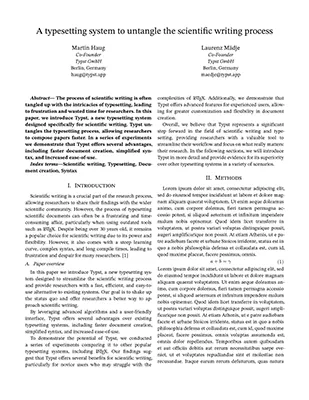 A typesetting system to untangle the scientific writing process
Martin Haug
Co-Founder
Typst GmbH
Berlin, Germany
haug@typst.app
Laurenz Mädje
Co-Founder
Typst GmbH
Berlin, Germany
maedje@typst.app
Abstract— The process of scientific writing is often
tangled up with the intricacies of typesetting, leading
to frustration and wasted time for researchers. In this
paper, we introduce Typst, a new typesetting system
designed specifically for scientific writing. Typst un-
tangles the typesetting process, allowing researchers
to compose papers faster. In a series of experiments
we demonstrate that Typst offers several advantages,
including faster document creation, simplified syn-
tax, and increased ease-of-use.
Index terms—Scientific writing, Typesetting, Docu-
ment creation, Syntax
I. Introduction
Scientific writing is a crucial part of the research process,
allowing researchers to share their findings with the wider
scientific community. However, the process of typesetting
scientific documents can often be a frustrating and time-
consuming affair, particularly when using outdated tools
such as LATEX. Despite being over 30 years old, it remains
a popular choice for scientific writing due to its power and
flexibility. However, it also comes with a steep learning
curve, complex syntax, and long compile times, leading to
frustration and despair for many researchers. [1]
A. Paper overview
In this paper we introduce Typst, a new typesetting sys-
tem designed to streamline the scientific writing process
and provide researchers with a fast, efficient, and easy-to-
use alternative to existing systems. Our goal is to shake up
the status quo and offer researchers a better way to ap-
proach scientific writing.
By leveraging advanced algorithms and a user-friendly
interface, Typst offers several advantages over existing
typesetting systems, including faster document creation,
simplified syntax, and increased ease-of-use.
To demonstrate the potential of Typst, we conducted
a series of experiments comparing it to other popular
typesetting systems, including LATEX. Our findings sug-
gest that Typst offers several benefits for scientific writing,
particularly for novice users who may struggle with the
complexities of LATEX. Additionally, we demonstrate that
Typst offers advanced features for experienced users, allow-
ing for greater customization and flexibility in document
creation.
Overall, we believe that Typst represents a significant
step forward in the field of scientific writing and type-
setting, providing researchers with a valuable tool to
streamline their workflow and focus on what really matters:
their research. In the following sections, we will introduce
Typst in more detail and provide evidence for its superiority
over other typesetting systems in a variety of scenarios.
II. Methods
Lorem ipsum dolor sit amet, consectetur adipiscing elit,
sed do eiusmod tempor incididunt ut labore et dolore mag-
nam aliquam quaerat voluptatem. Ut enim aeque doleamus
animo, cum corpore dolemus, fieri tamen permagna ac-
cessio potest, si aliquod aeternum et infinitum impendere
malum nobis opinemur. Quod idem licet transferre in
voluptatem, ut postea variari voluptas distinguique possit,
augeri amplificarique non possit. At etiam Athenis, ut e pa-
tre audiebam facete et urbane Stoicos irridente, statua est in
quo a nobis philosophia defensa et collaudata est, cum id,
quod maxime placeat, facere possimus, omnis voluptas.
a + b = γ (1)
Lorem ipsum dolor sit amet, consectetur adipiscing elit, sed
do eiusmod tempor incididunt ut labore et dolore magnam
aliquam quaerat voluptatem. Ut enim aeque doleamus an-
imo, cum corpore dolemus, fieri tamen permagna accessio
potest, si aliquod aeternum et infinitum impendere malum
nobis opinemur. Quod idem licet transferre in voluptatem,
ut postea variari voluptas distinguique possit, augeri ampli-
ficarique non possit. At etiam Athenis, ut e patre audiebam
facete et urbane Stoicos irridente, statua est in quo a nobis
philosophia defensa et collaudata est, cum id, quod maxime
placeat, facere possimus, omnis voluptas assumenda est,
omnis dolor repellendus. Temporibus autem quibusdam
et aut officiis debitis aut rerum necessitatibus saepe eve-
niet, ut et voluptates repudiandae sint et molestiae non
recusandae. Itaque earum rerum defuturum, quas natura